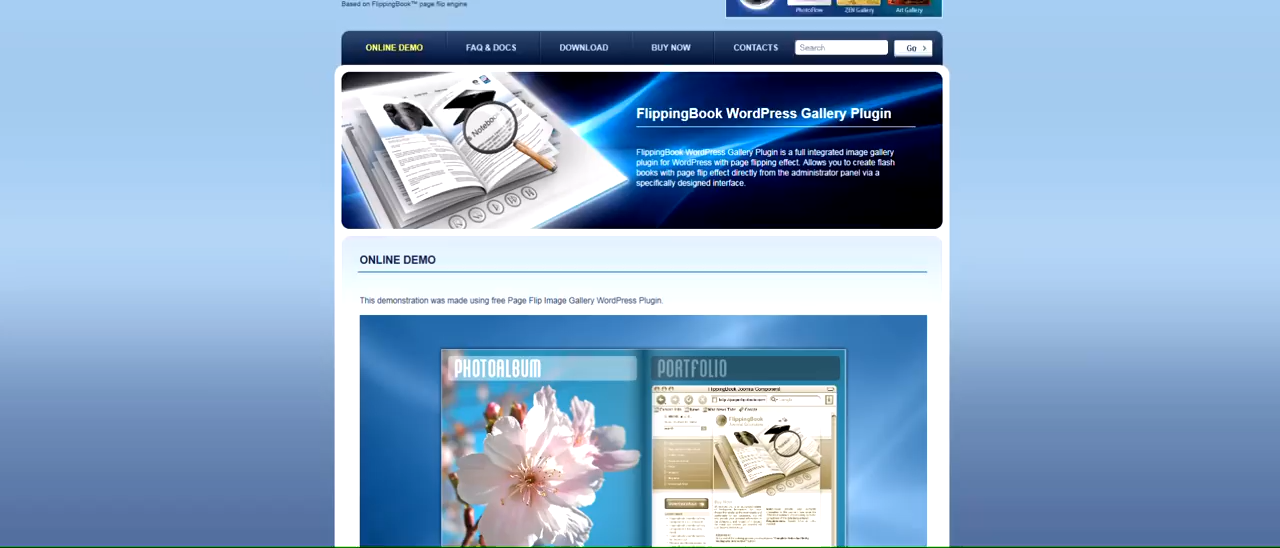 Based on FlippingBook™ page flip engine
PhotoFlow
ZEN Gallery
Art Gallery
ONLINE DEMO
FAQ & DOCS
DOWNLOAD
BUY NOW
CONTACTS
Search
Go
Notebook
FlippingBook WordPress Gallery Plugin
FlippingBook WordPress Gallery Plugin is a full integrated image gallery
plugin for WordPress with page flipping effect. Allows you to create flash
books with page flip effect directly from the administrator panel via a
specifically designed interface.
ONLINE DEMO
This demonstration was made using free Page Flip Image Gallery WordPress Plugin.
PHOTOALBUM
PORTFOLIO
FlippingBook Joomla Component
FlippingBook